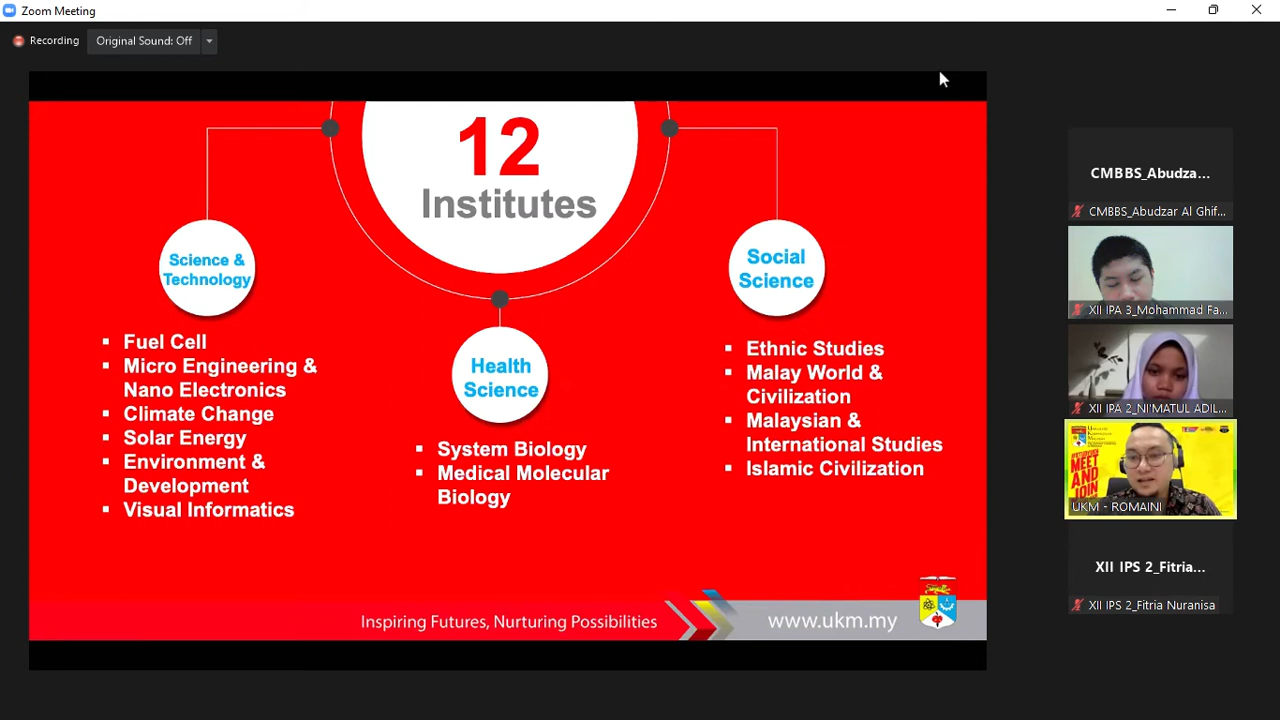 Zoom Meeting
Recording
Original Sound: Off
12
Institutes
Science &
Technology
▪ Fuel Cell
▪ Micro Engineering &
Nano Electronics
▪ Climate Change
▪ Solar Energy
▪ Environment &
Development
▪ Visual Informatics
Health
Science
▪ System Biology
▪ Medical Molecular
Biology
Social
Science
▪ Ethnic Studies
▪ Malay World &
Civilization
▪ Malaysian &
International Studies
▪ Islamic Civilization
Inspiring Futures, Nurturing Possibilities
www.ukm.my
CMBBS_Abudza...
CMBBS_Abudzar Al Ghif...
XII IPA 3_Mohammad Fa...
XII IPA 2_NI'MATUL ADIL...
MEET
AND
JOIN
UKM - ROMAINI
XII IPS 2_Fitria...
XII IPS 2_Fitria Nuranisa